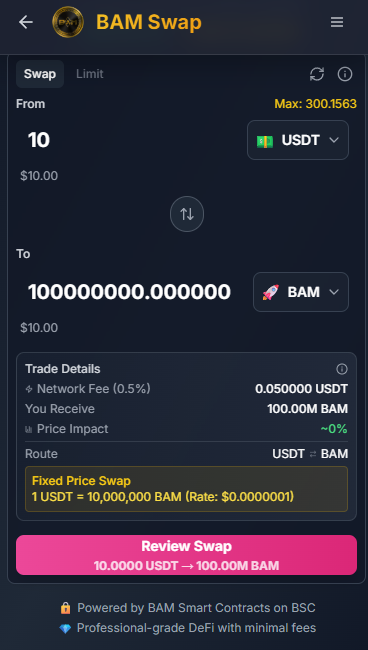 BAM Swap
Swap Limit
From Max: 300.1563
10 USDT
$10.00
To
100000000.000000 BAM
$10.00
Trade Details
Network Fee (0.5%) 0.050000 USDT
You Receive 100.00M BAM
Price Impact ~0%
Route USDT ⇄ BAM
Fixed Price Swap
1 USDT = 10,000,000 BAM (Rate: $0.0000001)
Review Swap
10.0000 USDT → 100.00M BAM
Powered by BAM Smart Contracts on BSC
Professional-grade DeFi with minimal fees